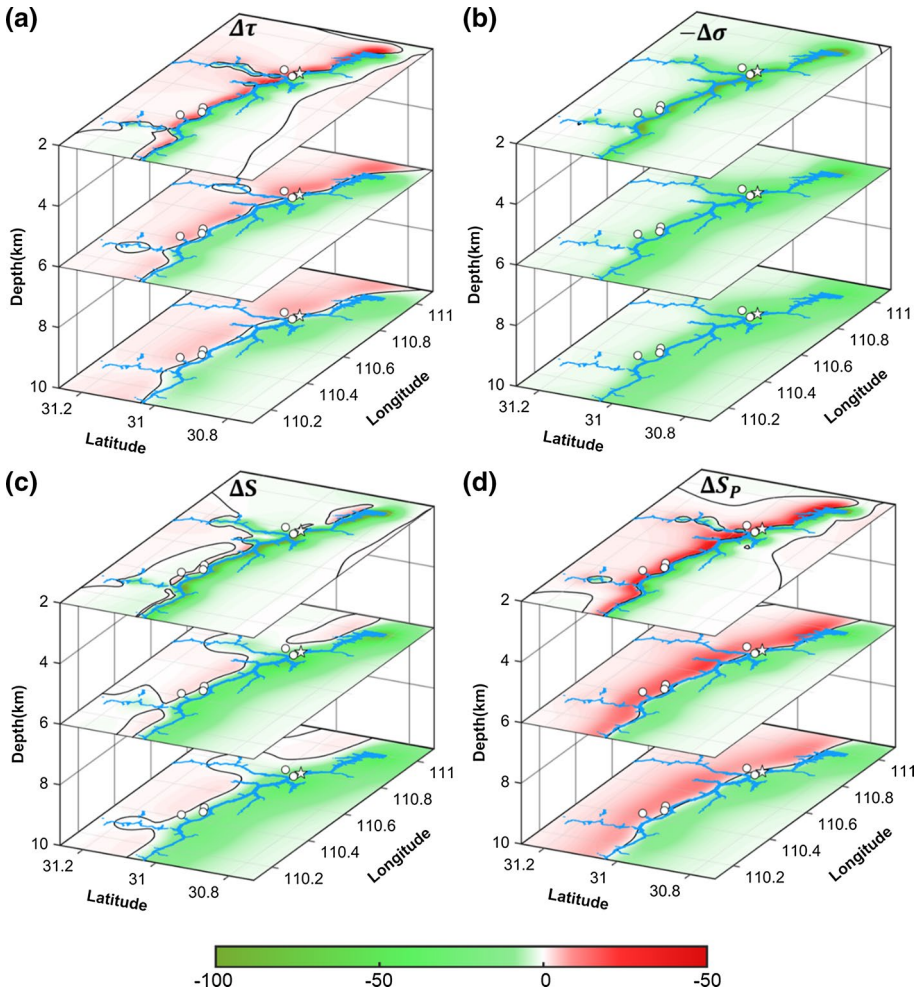 (a)
Δτ
2
4
6
8
10
Depth(km)
31.2
31
30.8
Latitude
110.2
110.4
110.6
110.8
111
Longitude
(b)
−Δσ
2
4
6
8
10
Depth(km)
31.2
31
30.8
Latitude
110.2
110.4
110.6
110.8
111
Longitude
(c)
ΔS
2
4
6
8
10
Depth(km)
31.2
31
30.8
Latitude
110.2
110.4
110.6
110.8
111
Longitude
(d)
ΔS_P
2
4
6
8
10
Depth(km)
31.2
31
30.8
Latitude
110.2
110.4
110.6
110.8
111
Longitude
-100 -50 0 -50